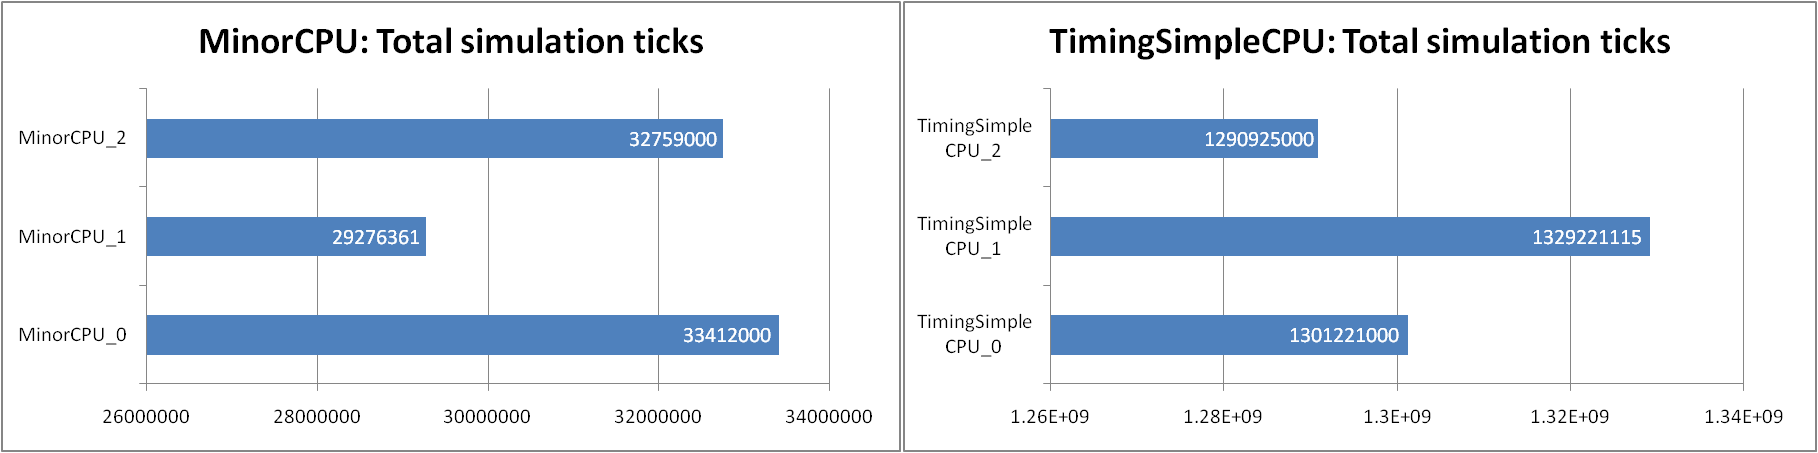 MinorCPU: Total simulation ticks
MinorCPU_2
32759000
MinorCPU_1
29276361
MinorCPU_0
33412000
26000000 28000000 30000000 32000000 34000000
TimingSimpleCPU: Total simulation ticks
TimingSimple
CPU_2
1290925000
TimingSimple
CPU_1
1329221115
TimingSimple
CPU_0
1301221000
1.26E+09 1.28E+09 1.3E+09 1.32E+09 1.34E+09